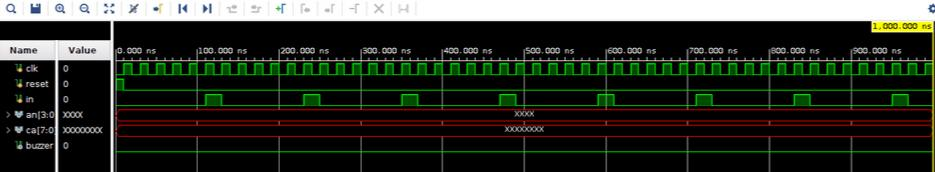 1,000.000 ns
Name Value 0.000 ns 100.000 ns 200.000 ns 300.000 ns 400.000 ns 500.000 ns 600.000 ns 700.000 ns 800.000 ns 900.000 ns
clk 0
reset 0
in 0
an[3:0 XXXX XXXX
ca[7:0 XXXXXXXX XXXXXXXX
buzzer 0